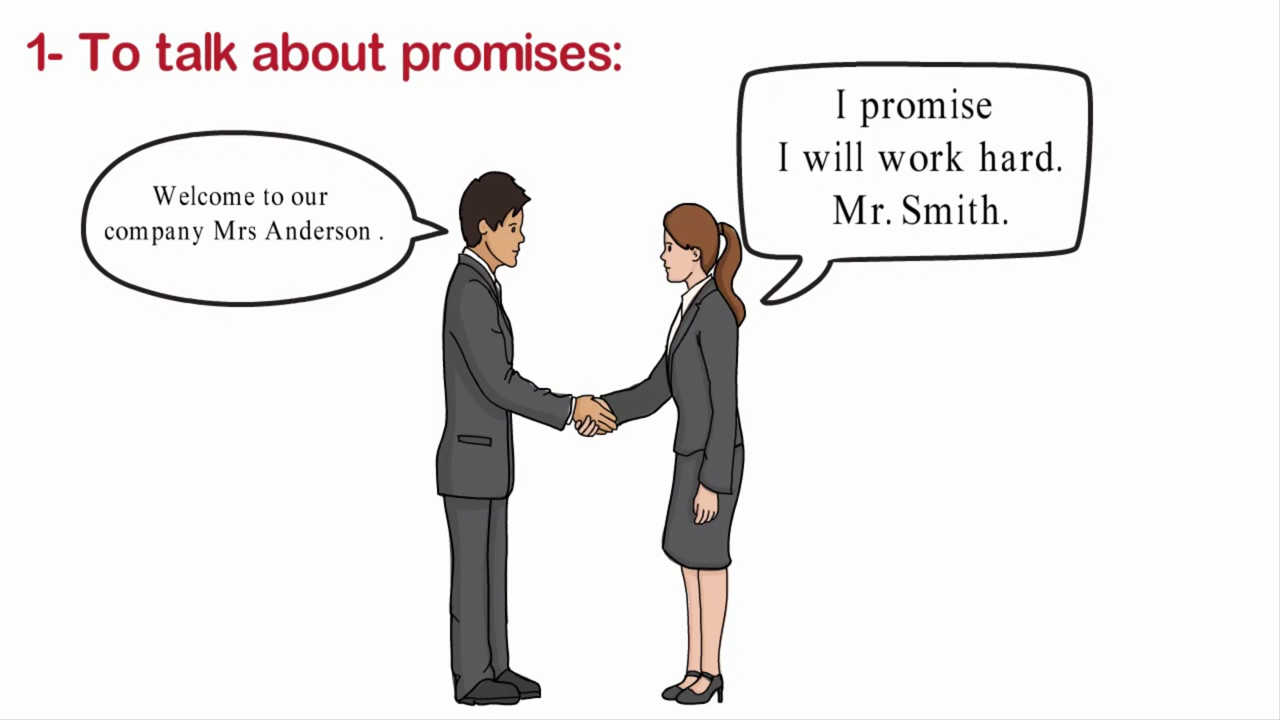 1- To talk about promises:
Welcome to our
company Mrs Anderson .
I promise
I will work hard.
Mr. Smith.